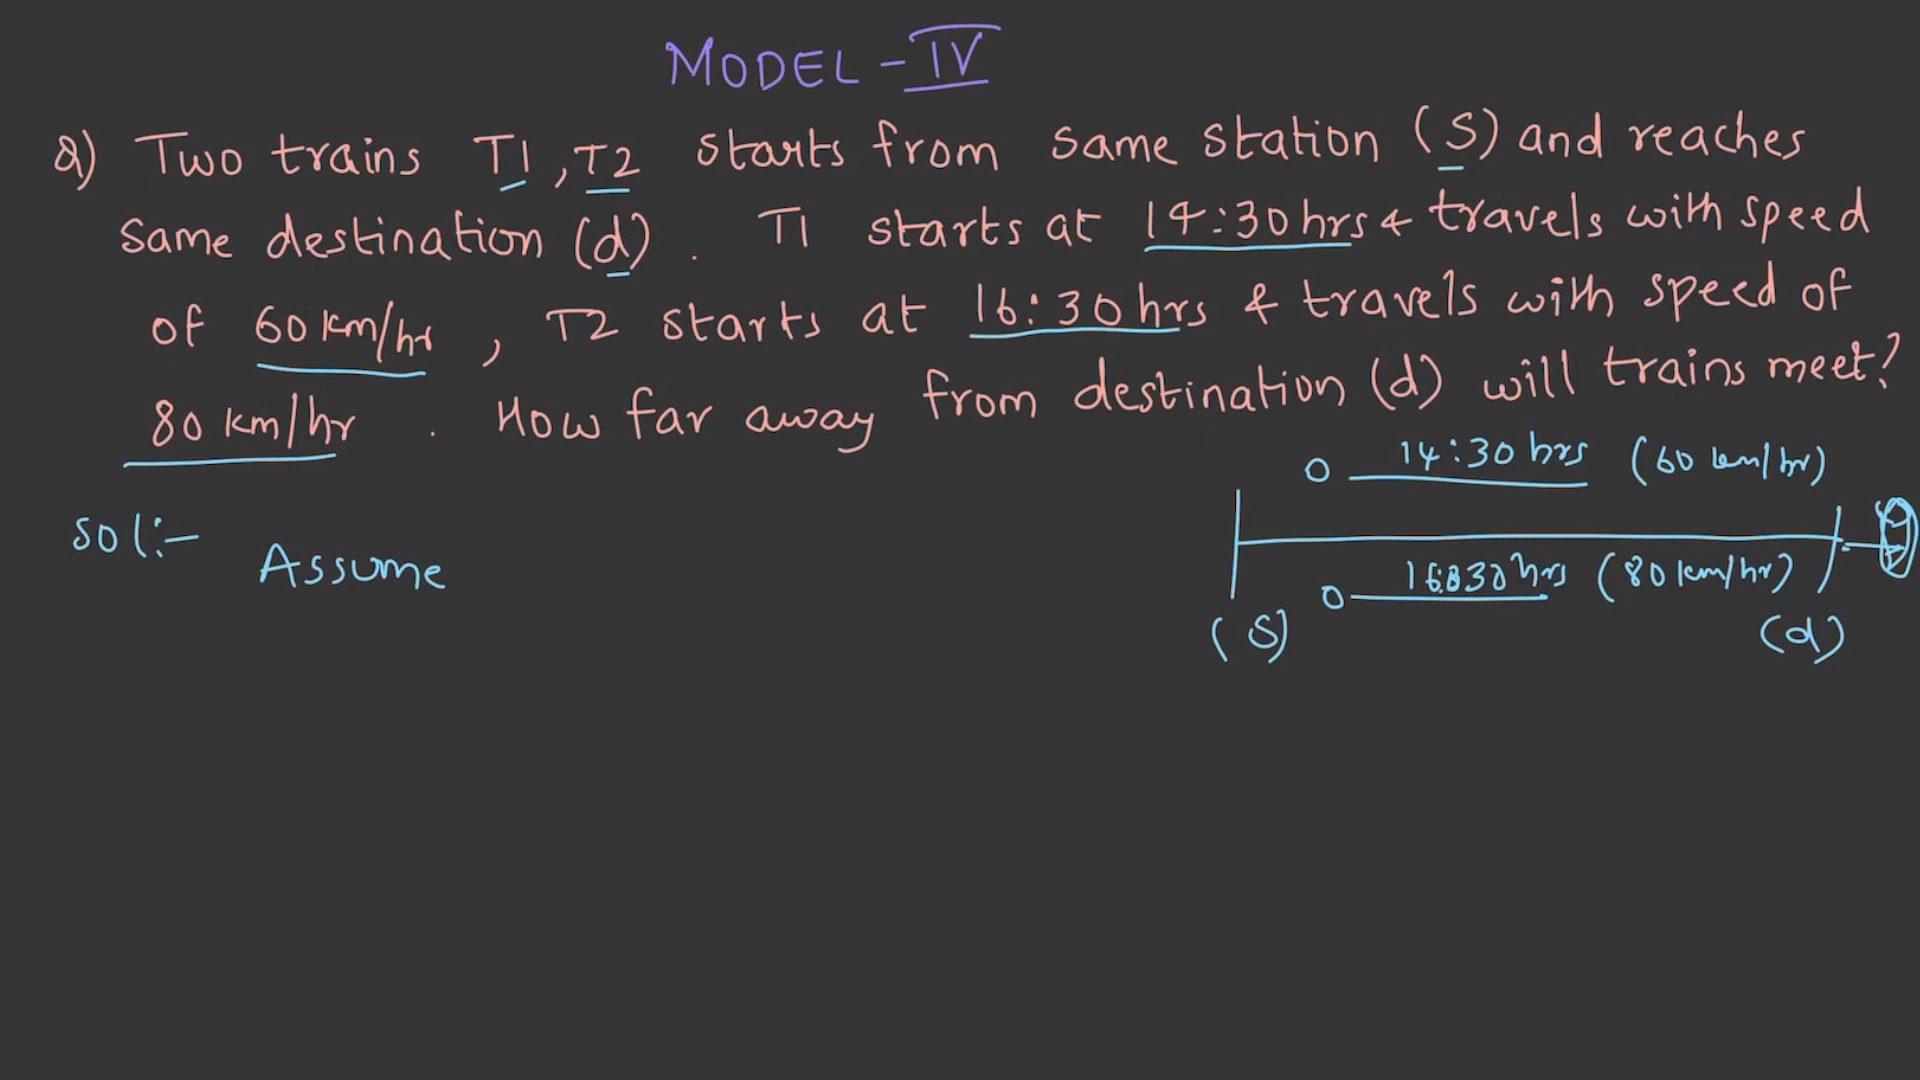 MODEL - IV
Q) Two trains T1, T2 starts from same station (S) and reaches
same destination (d). T1 starts at 14:30 hrs & travels with speed
of 60 km/hr, T2 starts at 16:30 hrs & travels with speed of
80 km/hr. How far away from destination (d) will trains meet?
14:30 hrs (60 km/hr)
Sol:-
Assume
16:30 hrs (80 km/hr)
(S) (d)